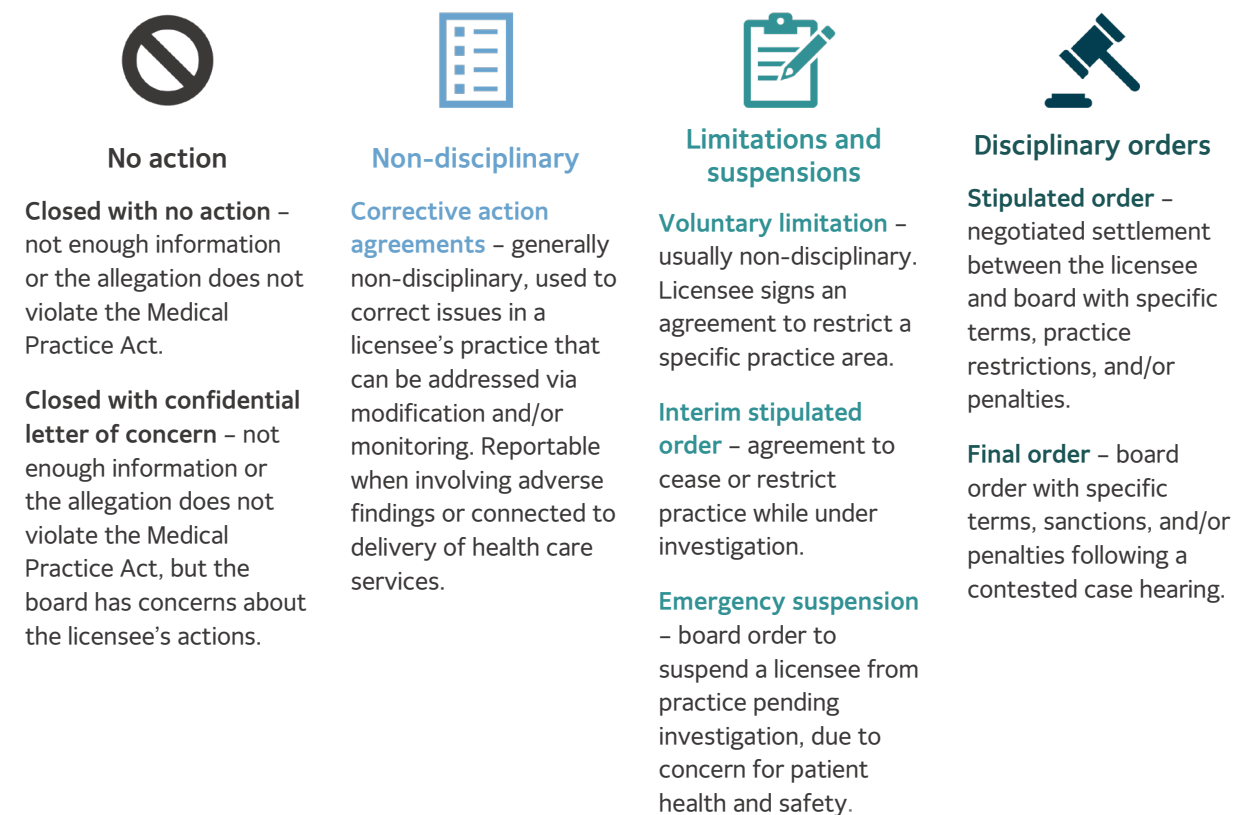 No action
Closed with no action –
not enough information
or the allegation does not
violate the Medical
Practice Act.
Closed with confidential
letter of concern – not
enough information or
the allegation does not
violate the Medical
Practice Act, but the
board has concerns about
the licensee’s actions.
Non-disciplinary
Corrective action
agreements – generally
non-disciplinary, used to
correct issues in a
licensee’s practice that
can be addressed via
modification and/or
monitoring. Reportable
when involving adverse
findings or connected to
delivery of health care
services.
Limitations and
suspensions
Voluntary limitation –
usually non-disciplinary.
Licensee signs an
agreement to restrict a
specific practice area.
Interim stipulated
order – agreement to
cease or restrict
practice while under
investigation.
Emergency suspension
– board order to
suspend a licensee from
practice pending
investigation, due to
concern for patient
health and safety.
Disciplinary orders
Stipulated order –
negotiated settlement
between the licensee
and board with specific
terms, practice
restrictions, and/or
penalties.
Final order – board
order with specific
terms, sanctions, and/or
penalties following a
contested case hearing.